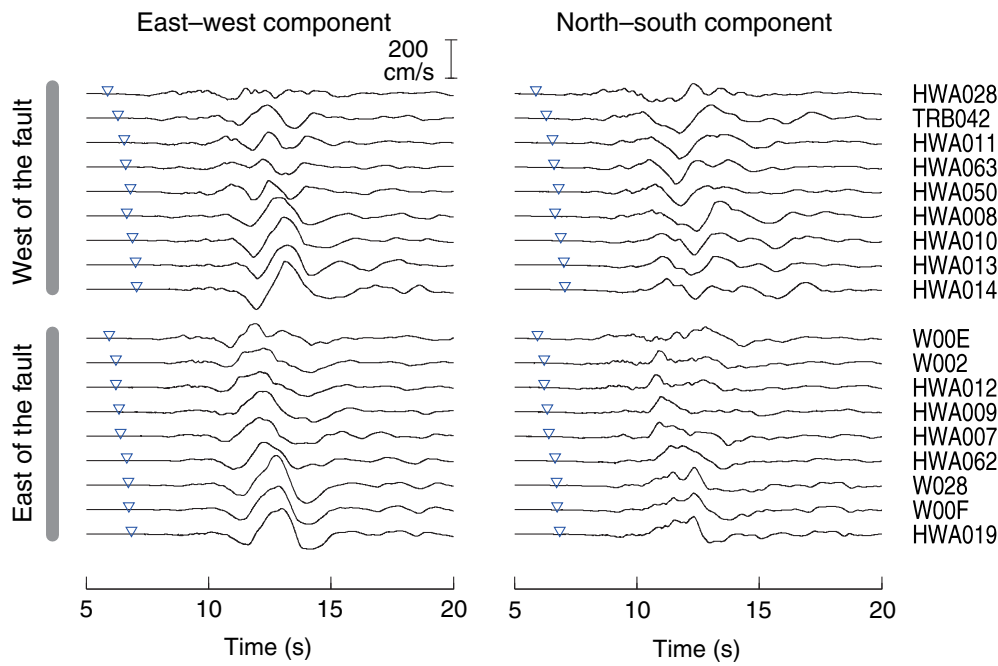 East–west component
North–south component
200
cm/s
West of the fault
East of the fault
HWA028
TRB042
HWA011
HWA063
HWA050
HWA008
HWA010
HWA013
HWA014
W00E
W002
HWA012
HWA009
HWA007
HWA062
W028
W00F
HWA019
5 10 15 20
Time (s)
5 10 15 20
Time (s)